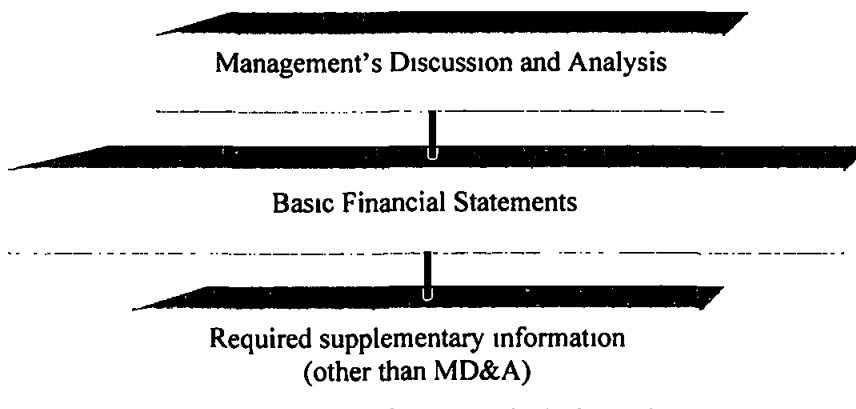 Management's Discussion and Analysis
Basic Financial Statements
Required supplementary information
(other than MD&A)